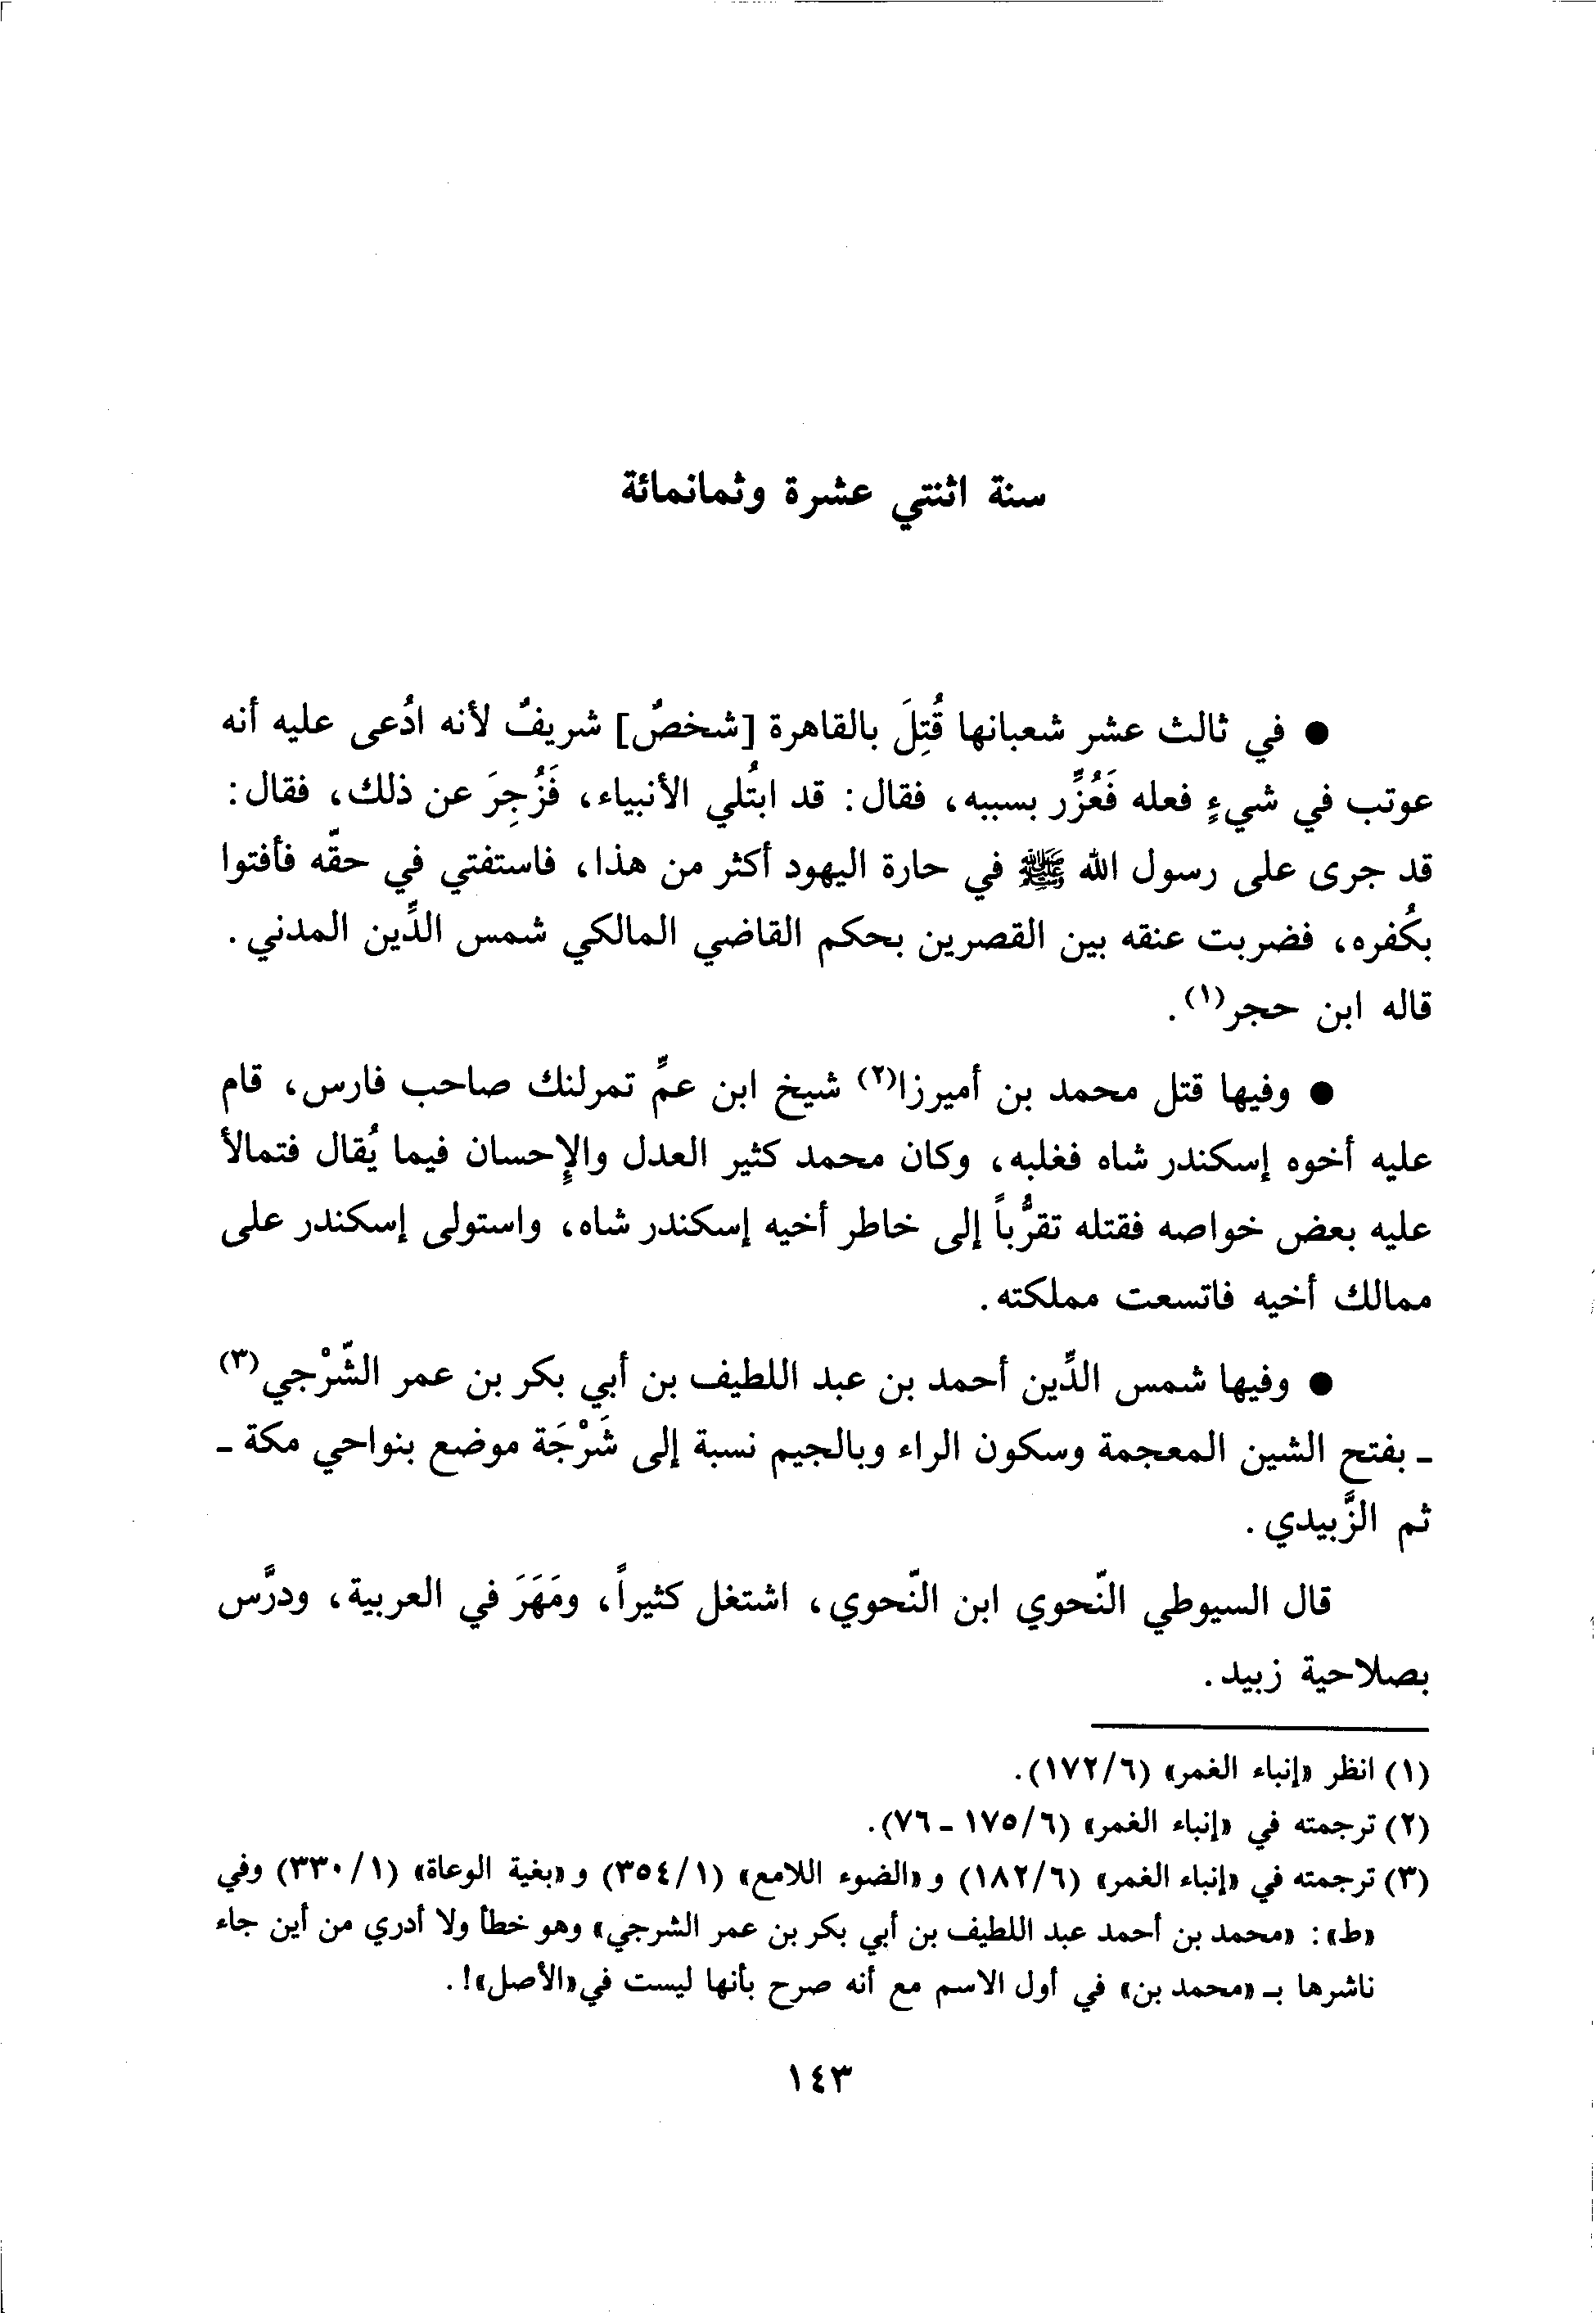 سنة اثنتي عشرة وثمانمائة
● في ثالث عشر شعبانها قُتِلَ بالقاهرة [شخصٌ] شريفٌ لأنه ادُعى عليه أنه
عوتب في شيءٍ فعله فَعُزِّر بسببه، فقال: قد ابتُلي الأنبياء، فَزُجِرَ عن ذلك، فقال:
قد جرى على رسول الله ﷺ في حارة اليهود أكثر من هذا، فاستفتي في حقّه فأفتوا
بكُفره، فضربت عنقه بين القصرين بحكم القاضي المالكي شمس الدِّين المدني.
قاله ابن حجر(١).
● وفيها قتل محمد بن أميرزا(٢) شيخ ابن عمِّ تمرلنك صاحب فارس، قام
عليه أخوه إسكندر شاه فغلبه، وكان محمد كثير العدل والإحسان فيما يُقال فتمالأ
عليه بعض خواصه فقتله تقرُّباً إلى خاطر أخيه إسكندر شاه، واستولى إسكندر على
ممالك أخيه فاتسعت مملكته.
● وفيها شمس الدِّين أحمد بن عبد اللطيف بن أبي بكر بن عمر الشّرْجي(٣)
ـ بفتح الشين المعجمة وسكون الراء وبالجيم نسبة إلى شَرْجَة موضع بنواحي مكة ـ
ثم الزَّبيدي.
قال السيوطي النّحوي ابن النّحوي، اشتغل كثيراً، ومَهَرَ في العربية، ودرَّس
بصلاحية زبيد.
(١) انظر «إنباء الغمر» (٦/ ١٧٢).
(٢) ترجمته في «إنباء الغمر» (٦/ ١٧٥ ـ ٧٦).
(٣) ترجمته في «إنباء الغمر» (٦/ ١٨٢) و«الضوء اللامع» (١/ ٣٥٤) و«بغية الوعاة» (١/ ٣٣٠) وفي
«ط»: «محمد بن أحمد عبد اللطيف بن أبي بكر بن عمر الشرجي» وهو خطأ ولا أدري من أين جاء
ناشرها بـ «محمد بن» في أول الاسم مع أنه صرح بأنها ليست في «الأصل»!.
١٤٣